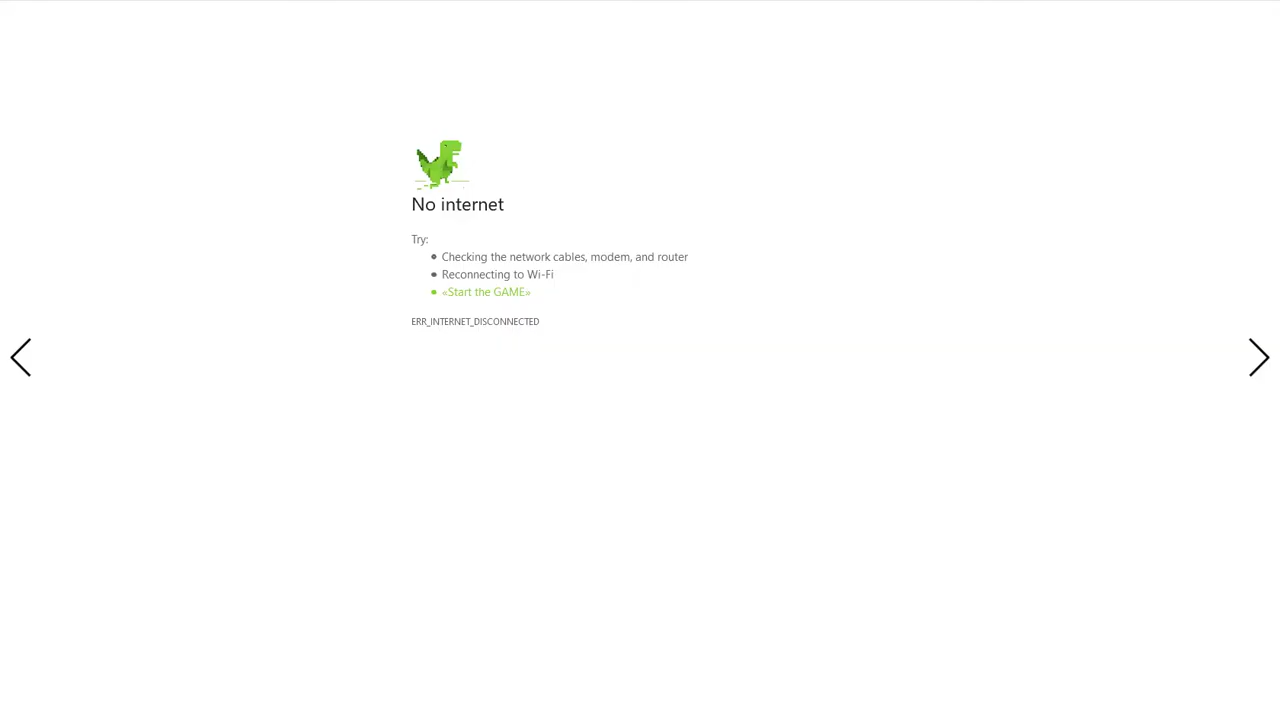 No internet
Try:
Checking the network cables, modem, and router
Reconnecting to Wi-Fi
«Start the GAME»
ERR_INTERNET_DISCONNECTED